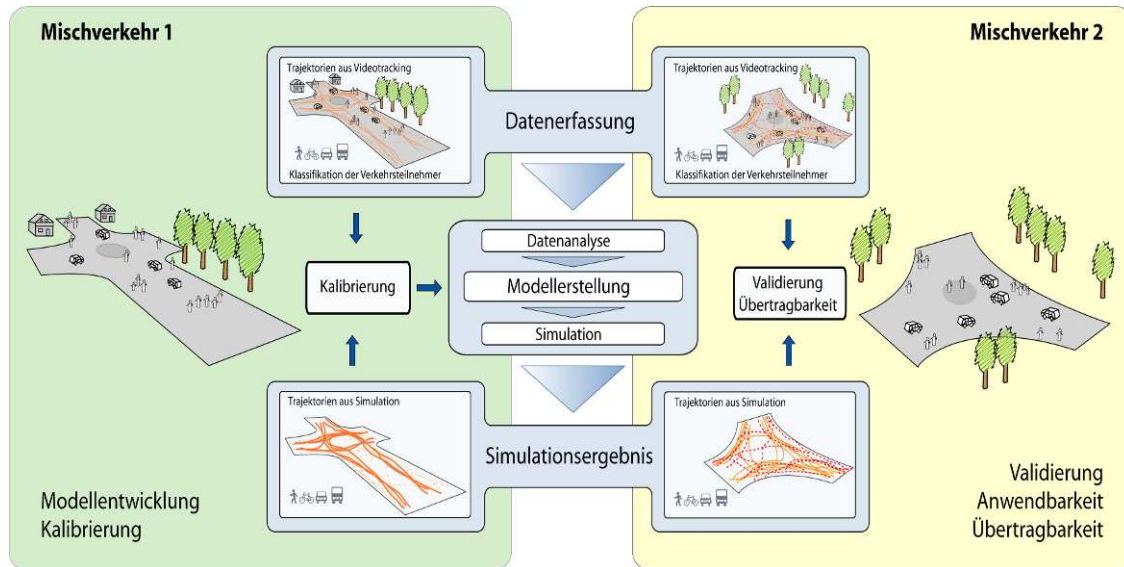 Mischverkehr 1
Mischverkehr 2
Trajektorien aus Videotracking
Klassifikation der Verkehrsteilnehmer
Datenerfassung
Trajektorien aus Videotracking
Klassifikation der Verkehrsteilnehmer
Kalibrierung
Datenanalyse
Modellerstellung
Simulation
Validierung
Übertragbarkeit
Trajektorien aus Simulation
Simulationsergebnis
Trajektorien aus Simulation
Modellentwicklung
Kalibrierung
Validierung
Anwendbarkeit
Übertragbarkeit